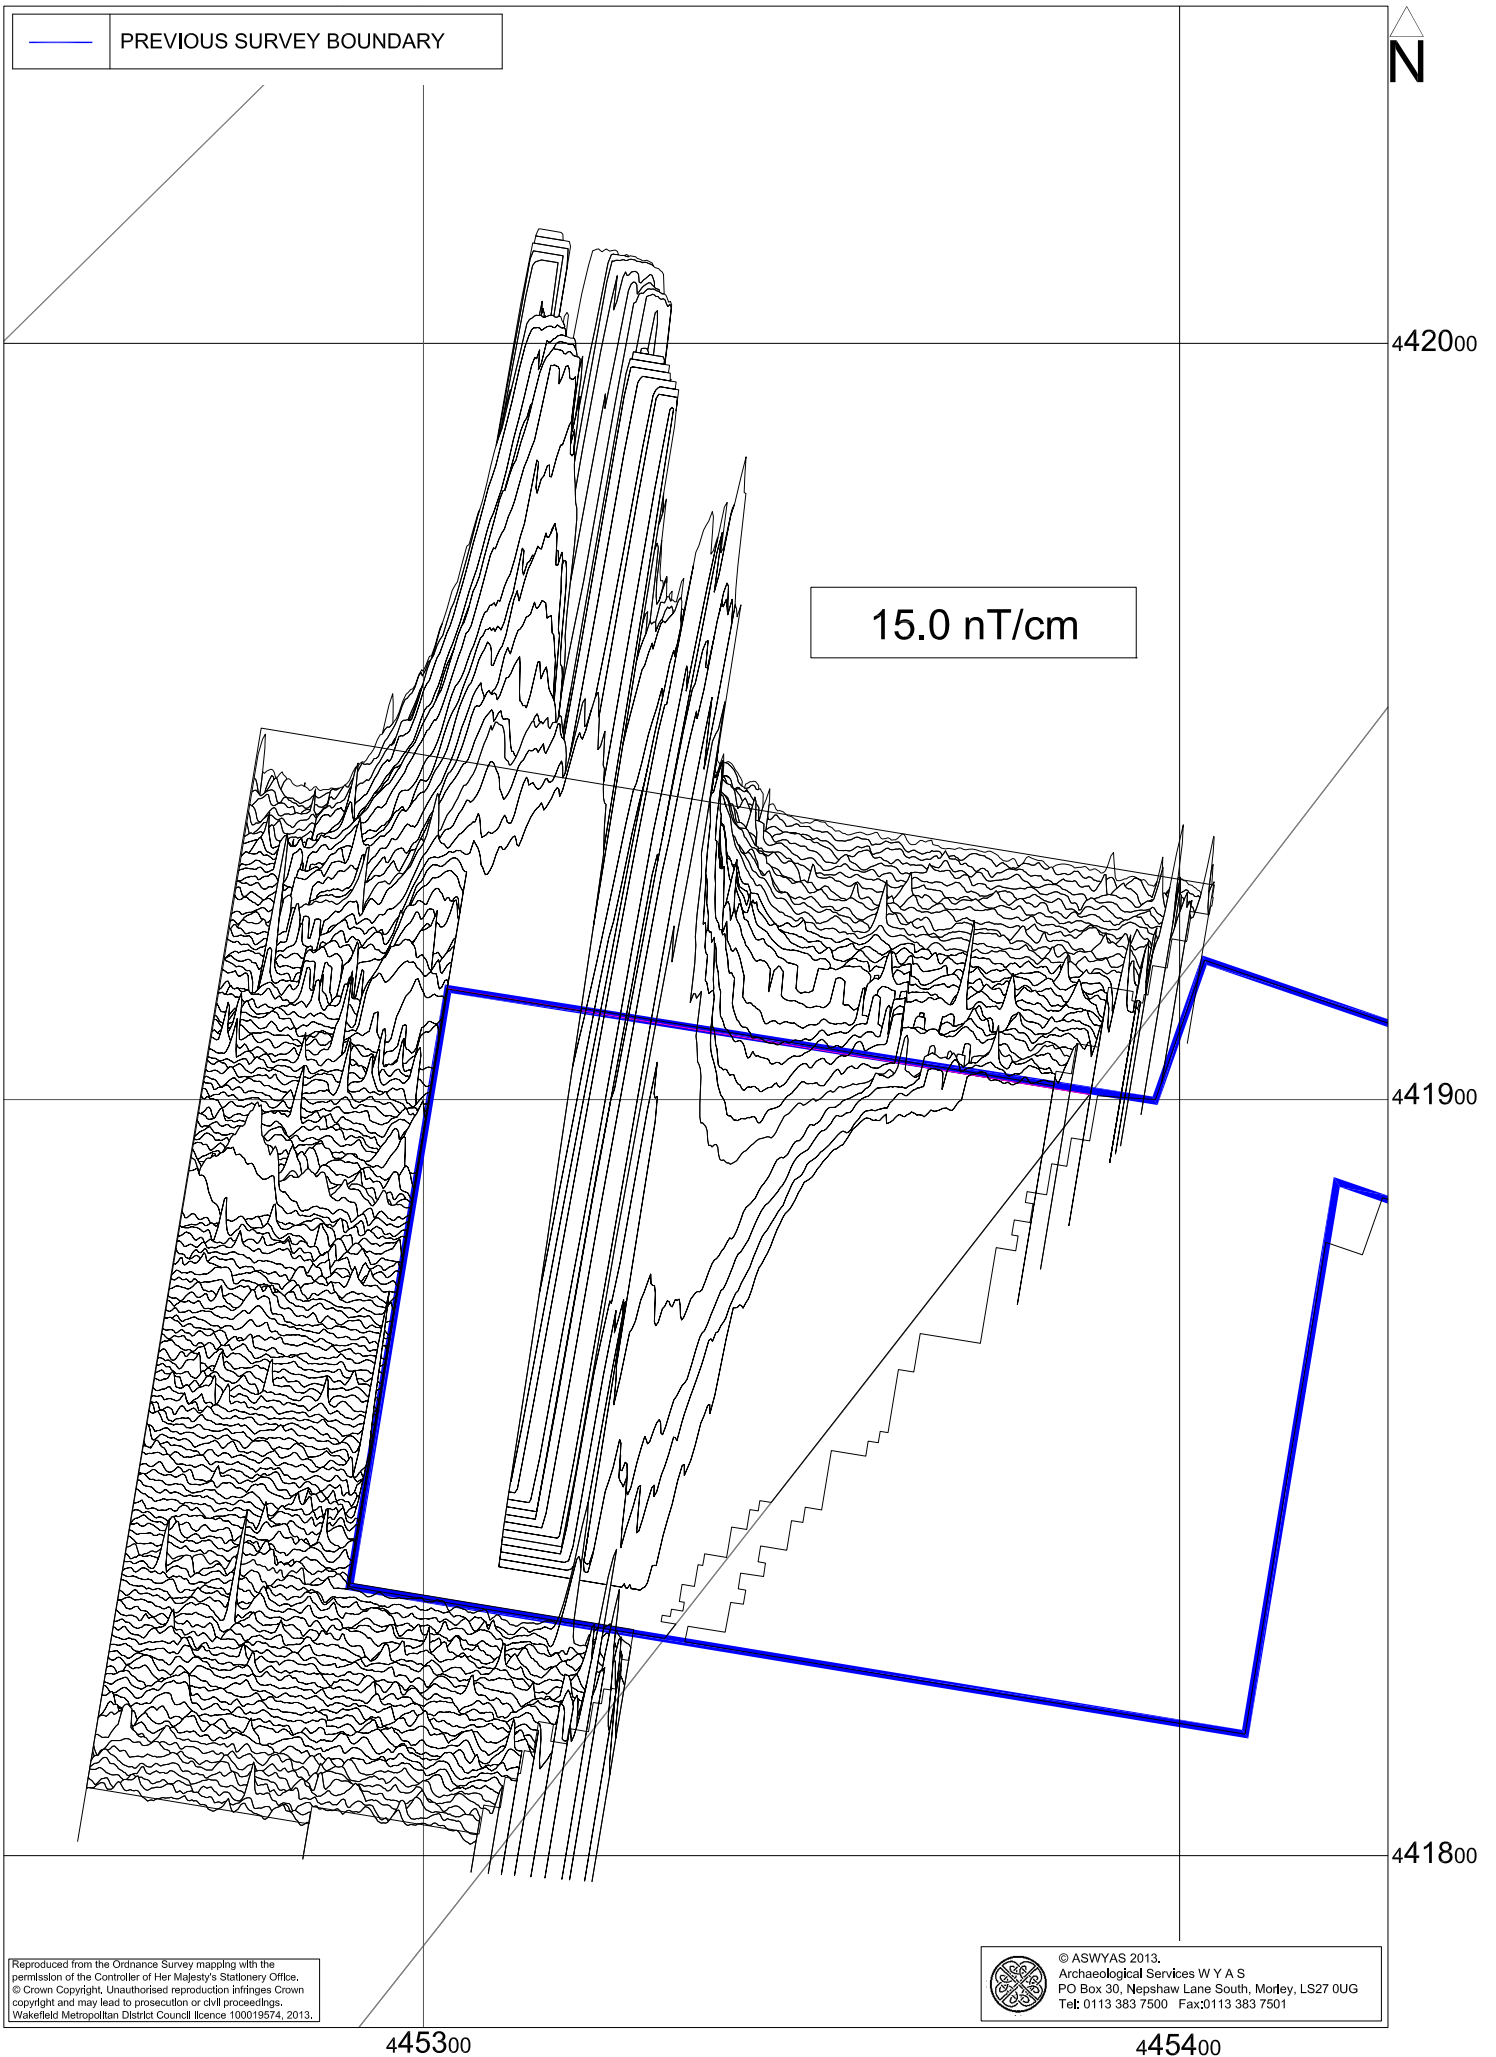 PREVIOUS SURVEY BOUNDARY
N
442000
15.0 nT/cm
441900
441800
Reproduced from the Ordnance Survey mapping with the
permission of the Controller of Her Majesty's Stationery Office.
© Crown Copyright. Unauthorised reproduction infringes Crown
copyright and may lead to prosecution or civil proceedings.
Wakefield Metropolitan District Council licence 100019574, 2013.
© ASWYAS 2013.
Archaeological Services W Y A S
PO Box 30, Nepshaw Lane South, Morley, LS27 0UG
Tel: 0113 383 7500 Fax:0113 383 7501
445300
445400